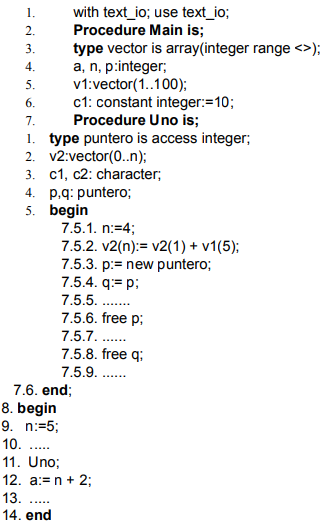 1. with text_io; use text_io;
2. Procedure Main is;
3. type vector is array(integer range <>);
4. a, n, p:integer;
5. v1:vector(1..100);
6. c1: constant integer:=10;
7. Procedure Uno is;
1. type puntero is access integer;
2. v2:vector(0..n);
3. c1, c2: character;
4. p,q: puntero;
5. begin
7.5.1. n:=4;
7.5.2. v2(n):= v2(1) + v1(5);
7.5.3. p:= new puntero;
7.5.4. q:= p;
7.5.5. .......
7.5.6. free p;
7.5.7. ......
7.5.8. free q;
7.5.9. ......
7.6. end;
8. begin
9. n:=5;
10. .....
11. Uno;
12. a:= n + 2;
13. .....
14. end